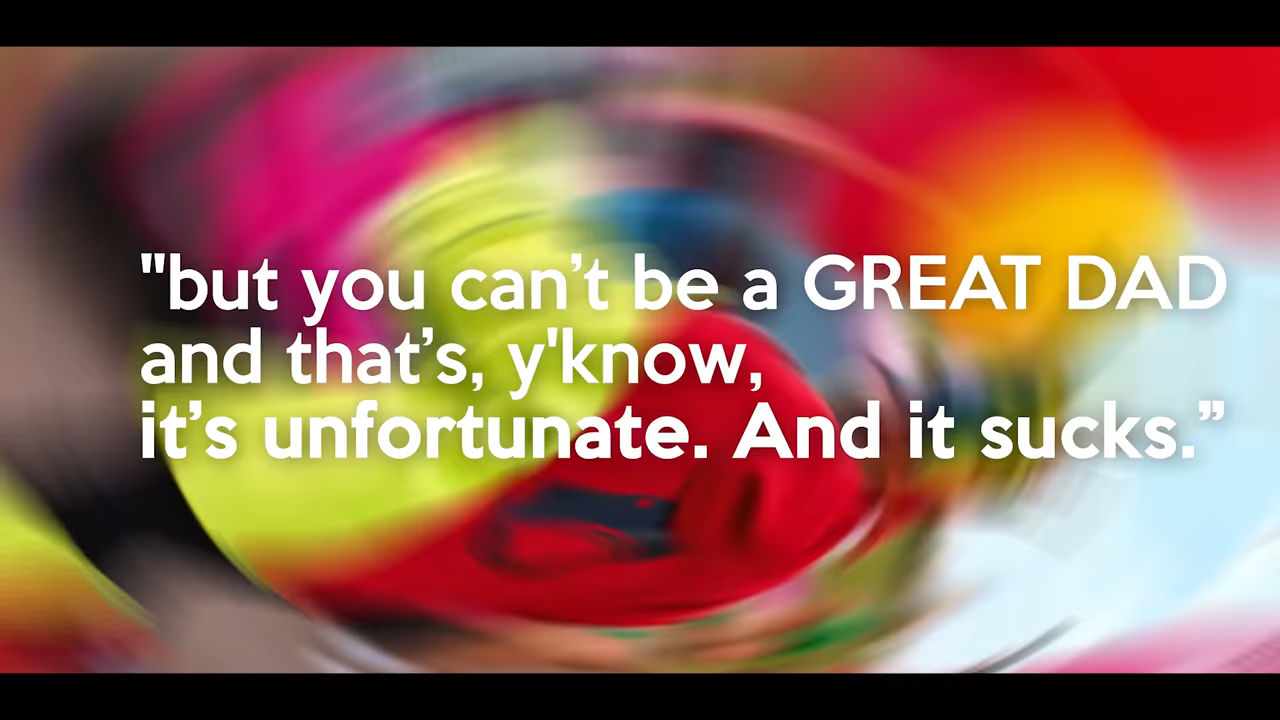 "but you can’t be a GREAT DAD
and that’s, y'know,
it’s unfortunate. And it sucks.”